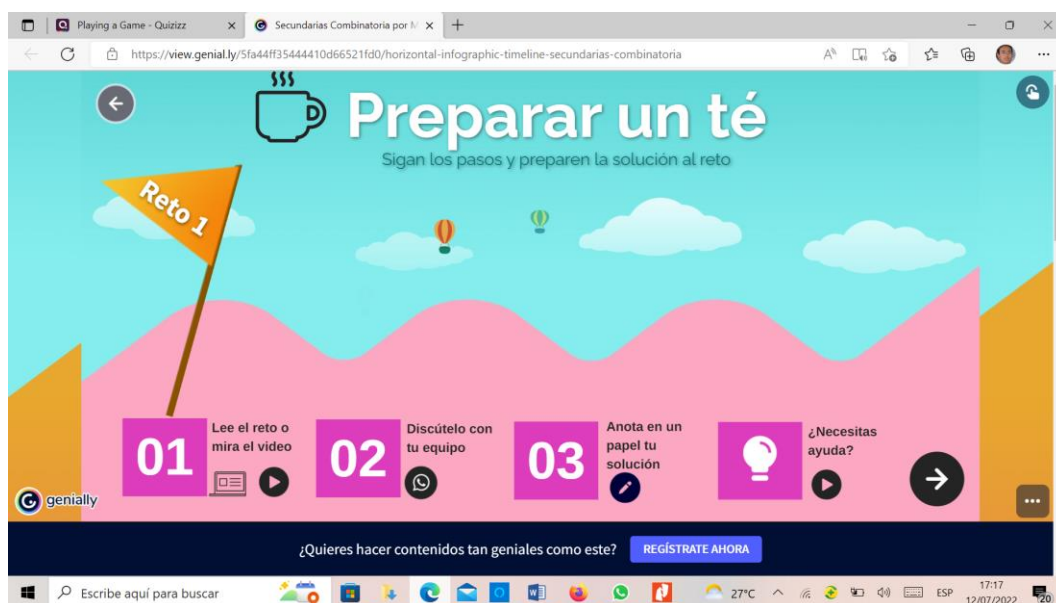 Playing a Game - Quizizz
Secundarias Combinatoria por M
https://view.genial.ly/5fa44ff35444410d66521fd0/horizontal-infographic-timeline-secundarias-combinatoria
Preparar un té
Sigan los pasos y preparen la solución al reto
Reto 1
01
Lee el reto o
mira el video
02
Discútelo con
tu equipo
03
Anota en un
papel tu
solución
¿Necesitas
ayuda?
genially
¿Quieres hacer contenidos tan geniales como este? REGÍSTRATE AHORA
Escribe aquí para buscar
27°C
ESP
17:17
12/07/2022
20